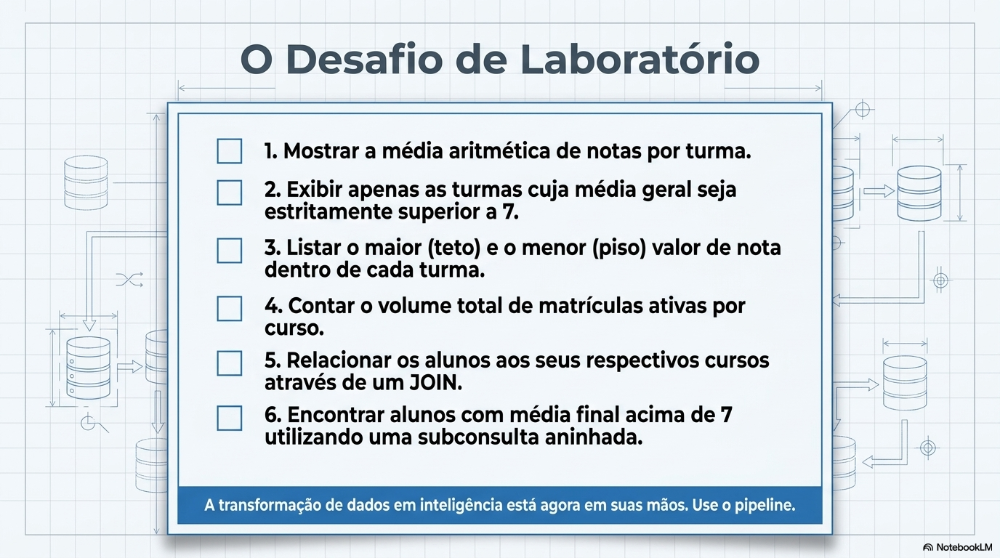 O Desafio de Laboratório
1. Mostrar a média aritmética de notas por turma.
2. Exibir apenas as turmas cuja média geral seja
estritamente superior a 7.
3. Listar o maior (teto) e o menor (piso) valor de nota
dentro de cada turma.
4. Contar o volume total de matrículas ativas por
curso.
5. Relacionar os alunos aos seus respectivos cursos
através de um JOIN.
6. Encontrar alunos com média final acima de 7
utilizando uma subconsulta aninhada.
A transformação de dados em inteligência está agora em suas mãos. Use o pipeline.
NotebookLM